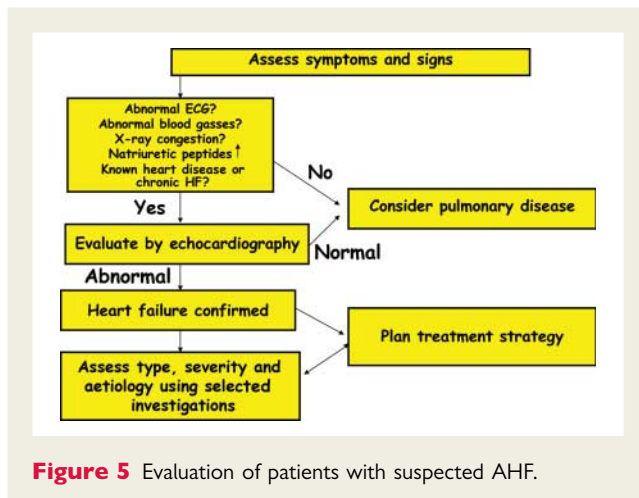 Assess symptoms and signs
Abnormal ECG?
Abnormal blood gasses?
X-ray congestion?
Natriuretic peptides ↑
Known heart disease or
chronic HF?
No
Yes
Consider pulmonary disease
Evaluate by echocardiography
Normal
Abnormal
Heart failure confirmed
Plan treatment strategy
Assess type, severity and
aetiology using selected
investigations
Figure 5 Evaluation of patients with suspected AHF.